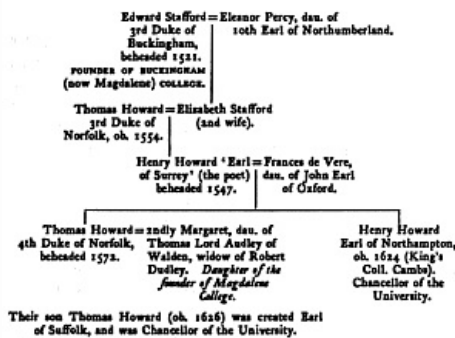 Edward Stafford = Eleanor Percy, dau. of
3rd Duke of 10th Earl of Northumberland.
Buckingham,
beheaded 1521.
FOUNDER OF BUCKINGHAM
(now Magdalene) COLLEGE.
Thomas Howard = Elizabeth Stafford
3rd Duke of (2nd wife).
Norfolk, ob. 1554.
Henry Howard 'Earl = Frances de Vere,
of Surrey' (the poet) dau. of John Earl
beheaded 1547. of Oxford.
Thomas Howard = 2ndly Margaret, dau. of
4th Duke of Norfolk, Thomas Lord Audley of
beheaded 1572. Walden, widow of Robert
Dudley. Daughter of the
founder of Magdalene
College.
Henry Howard
Earl of Northampton,
ob. 1624 (King's
Coll. Cambs).
Chancellor of the
University.
Their son Thomas Howard (ob. 1626) was created Earl
of Suffolk, and was Chancellor of the University.